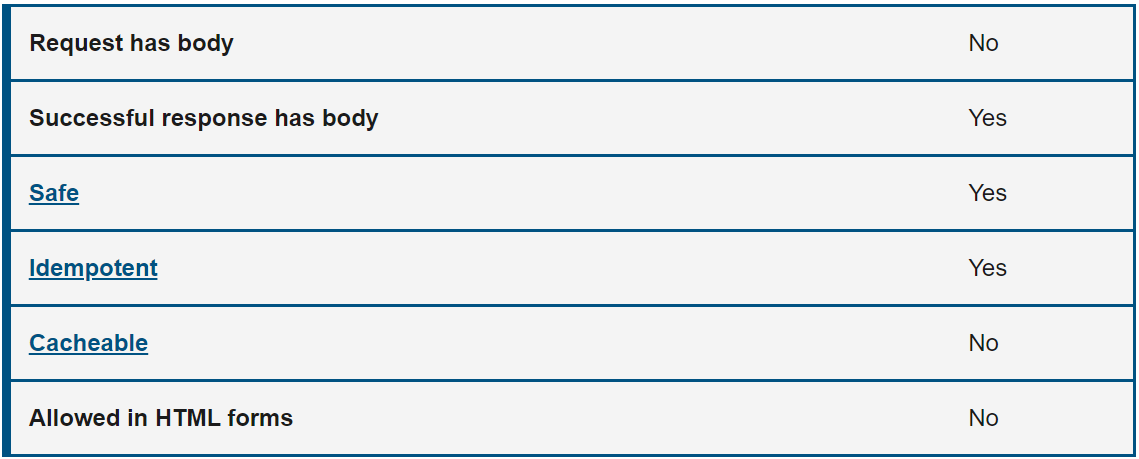 Request has body No
Successful response has body Yes
Safe Yes
Idempotent Yes
Cacheable No
Allowed in HTML forms No